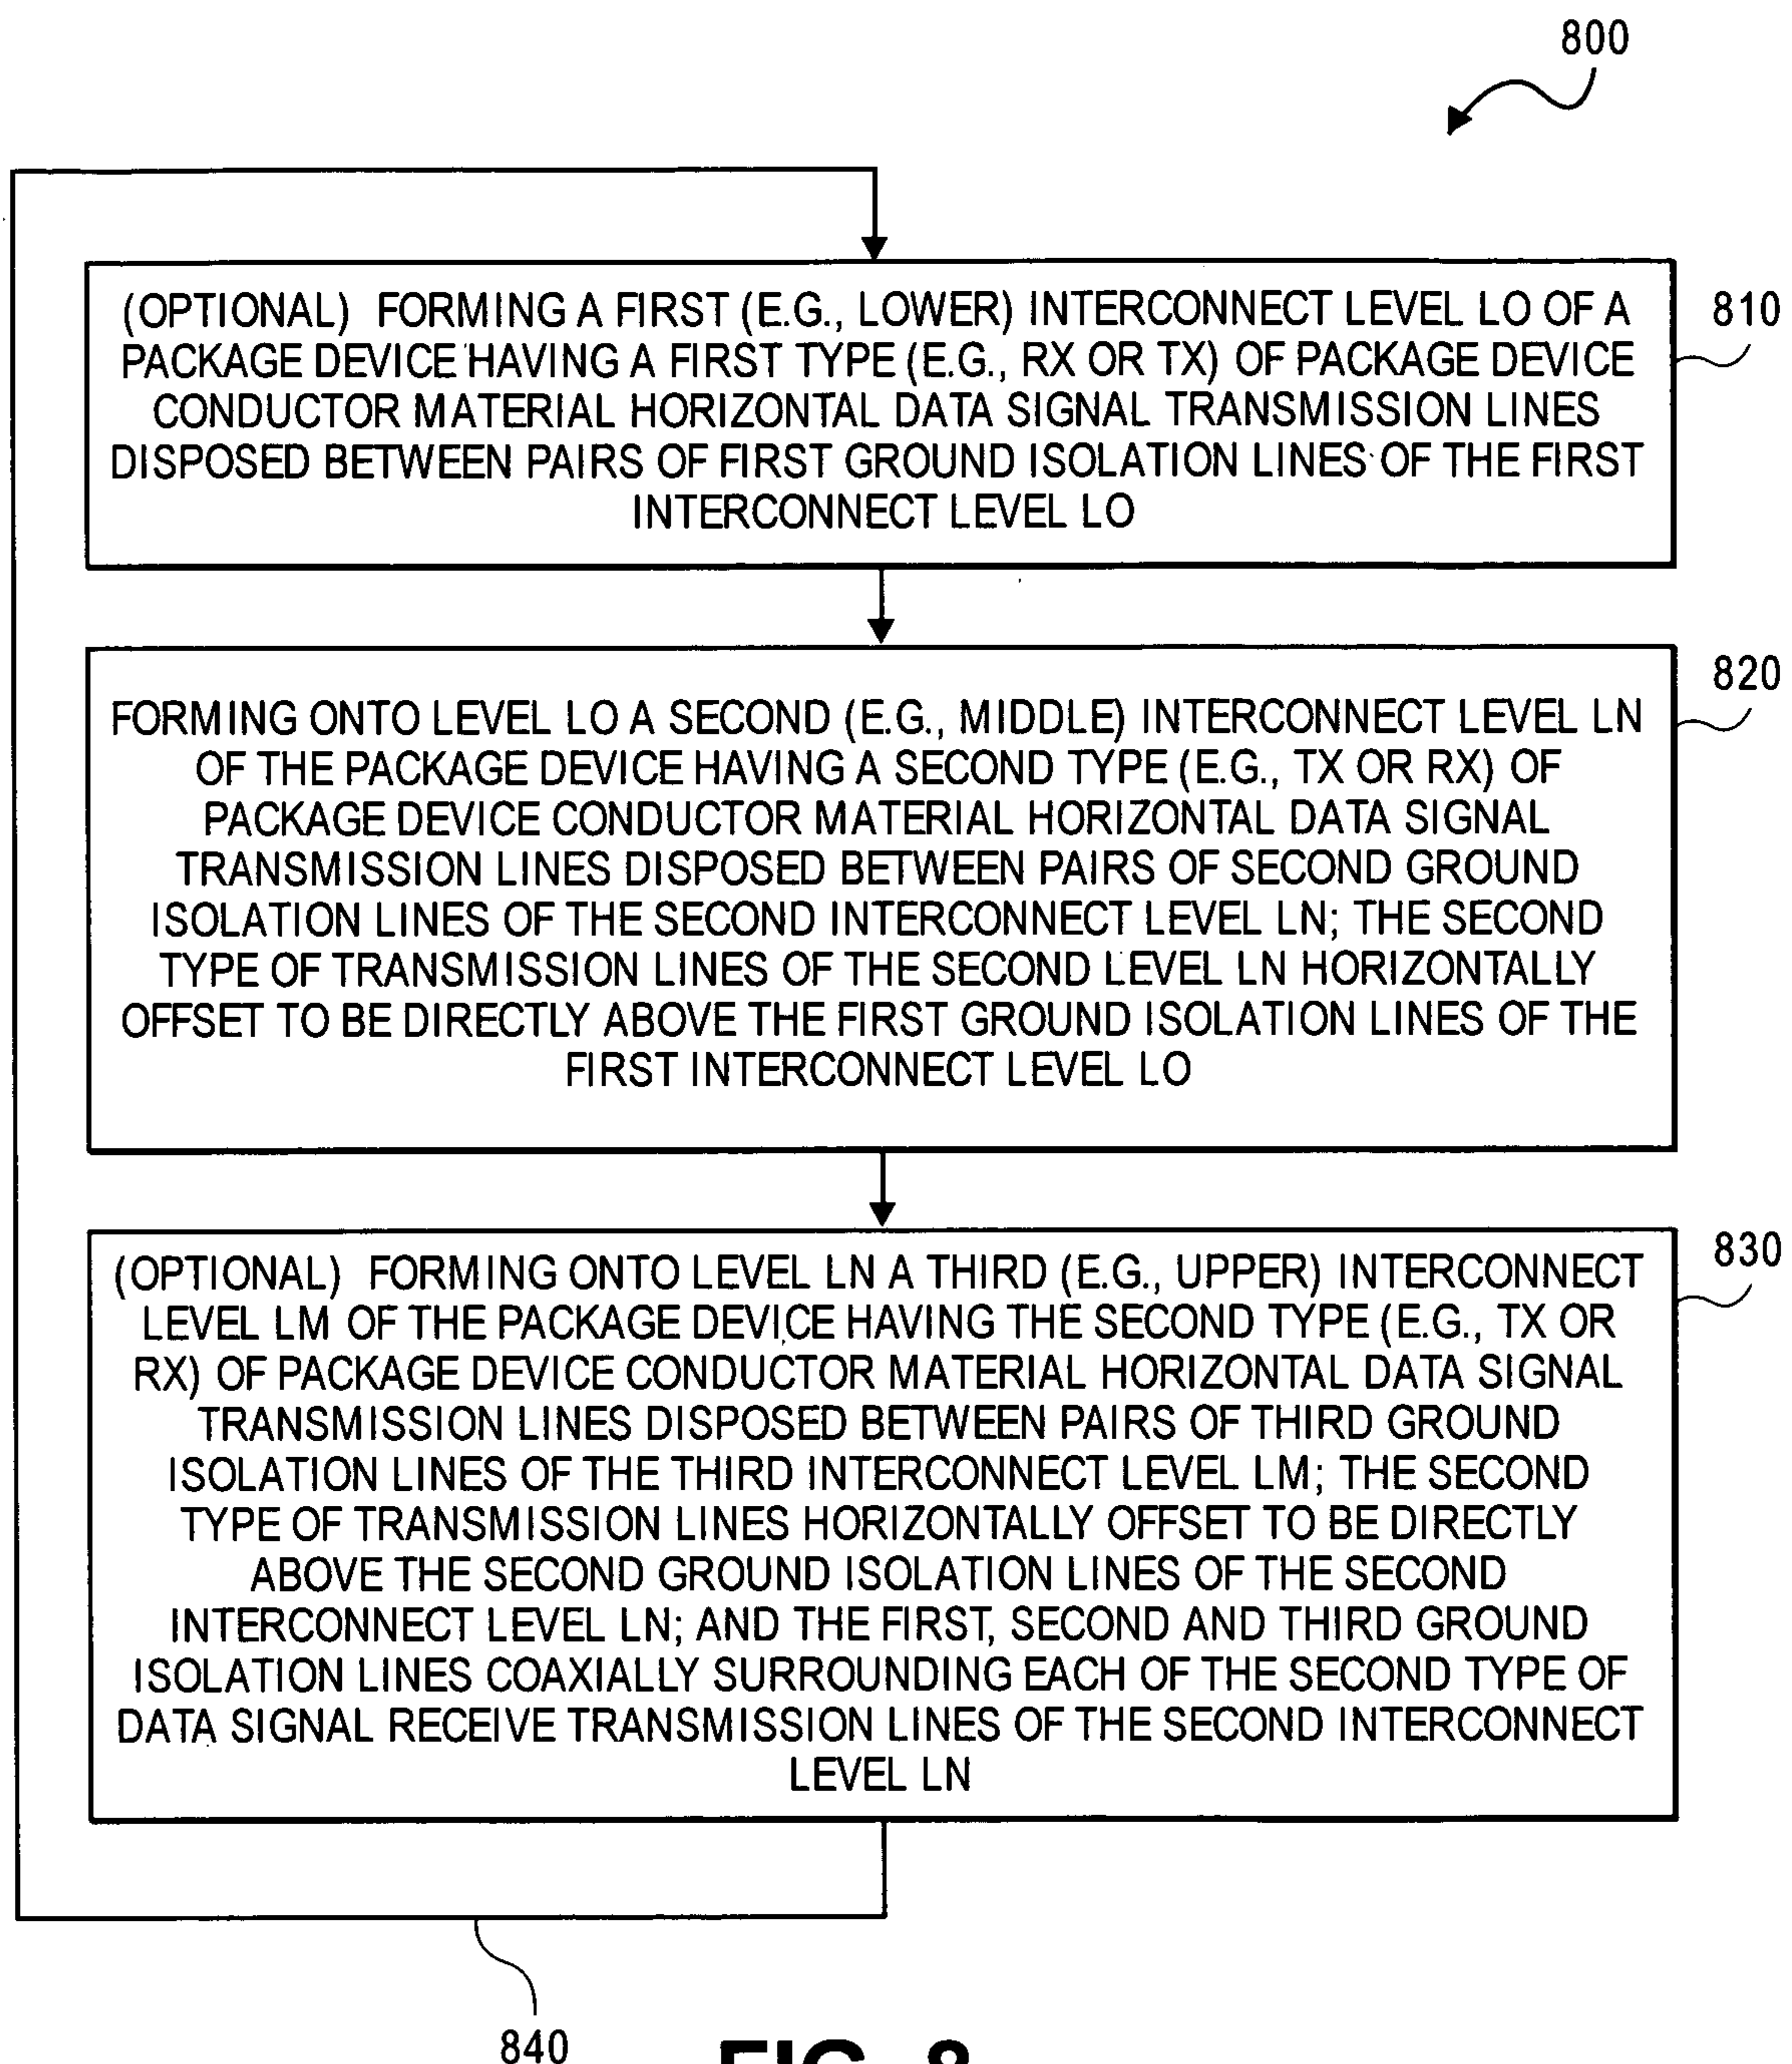 800
(OPTIONAL) FORMING A FIRST (E.G., LOWER) INTERCONNECT LEVEL LO OF A
PACKAGE DEVICE HAVING A FIRST TYPE (E.G., RX OR TX) OF PACKAGE DEVICE
CONDUCTOR MATERIAL HORIZONTAL DATA SIGNAL TRANSMISSION LINES
DISPOSED BETWEEN PAIRS OF FIRST GROUND ISOLATION LINES OF THE FIRST
INTERCONNECT LEVEL LO
810
FORMING ONTO LEVEL LO A SECOND (E.G., MIDDLE) INTERCONNECT LEVEL LN
OF THE PACKAGE DEVICE HAVING A SECOND TYPE (E.G., TX OR RX) OF
PACKAGE DEVICE CONDUCTOR MATERIAL HORIZONTAL DATA SIGNAL
TRANSMISSION LINES DISPOSED BETWEEN PAIRS OF SECOND GROUND
ISOLATION LINES OF THE SECOND INTERCONNECT LEVEL LN; THE SECOND
TYPE OF TRANSMISSION LINES OF THE SECOND LEVEL LN HORIZONTALLY
OFFSET TO BE DIRECTLY ABOVE THE FIRST GROUND ISOLATION LINES OF THE
FIRST INTERCONNECT LEVEL LO
820
(OPTIONAL) FORMING ONTO LEVEL LN A THIRD (E.G., UPPER) INTERCONNECT
LEVEL LM OF THE PACKAGE DEVICE HAVING THE SECOND TYPE (E.G., TX OR
RX) OF PACKAGE DEVICE CONDUCTOR MATERIAL HORIZONTAL DATA SIGNAL
TRANSMISSION LINES DISPOSED BETWEEN PAIRS OF THIRD GROUND
ISOLATION LINES OF THE THIRD INTERCONNECT LEVEL LM; THE SECOND
TYPE OF TRANSMISSION LINES HORIZONTALLY OFFSET TO BE DIRECTLY
ABOVE THE SECOND GROUND ISOLATION LINES OF THE SECOND
INTERCONNECT LEVEL LN; AND THE FIRST, SECOND AND THIRD GROUND
ISOLATION LINES COAXIALLY SURROUNDING EACH OF THE SECOND TYPE OF
DATA SIGNAL RECEIVE TRANSMISSION LINES OF THE SECOND INTERCONNECT
LEVEL LN
830
840
FIG. 8